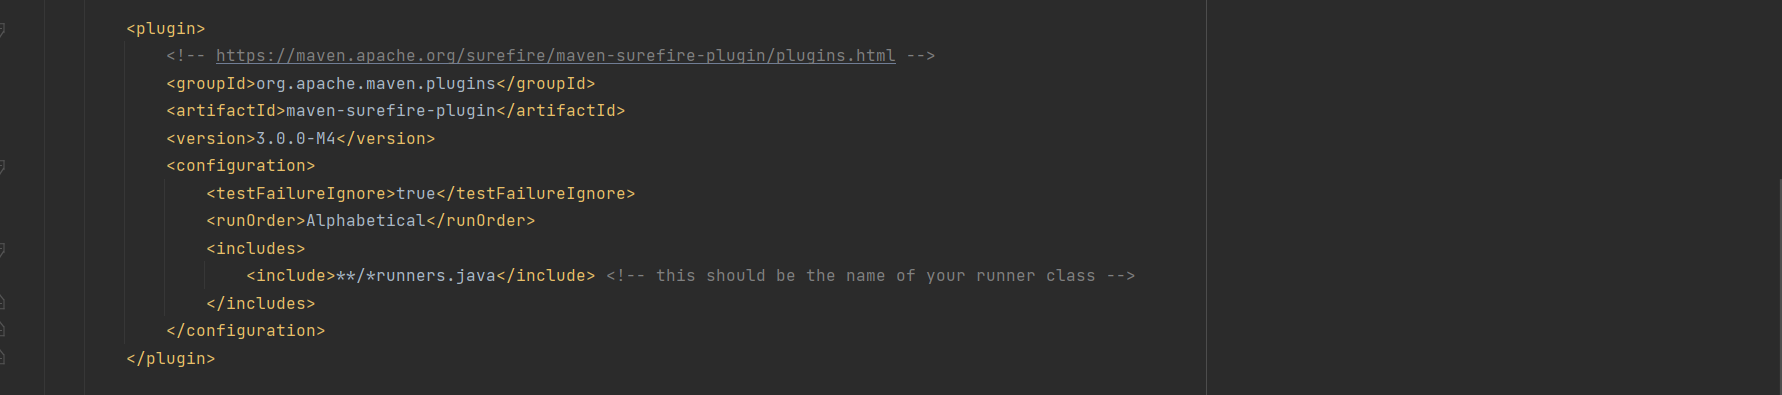 <plugin>
<!-- https://maven.apache.org/surefire/maven-surefire-plugin/plugins.html -->
<groupId>org.apache.maven.plugins</groupId>
<artifactId>maven-surefire-plugin</artifactId>
<version>3.0.0-M4</version>
<configuration>
<testFailureIgnore>true</testFailureIgnore>
<runOrder>Alphabetical</runOrder>
<includes>
<include>**/*runners.java</include> <!-- this should be the name of your runner class -->
</includes>
</configuration>
</plugin>